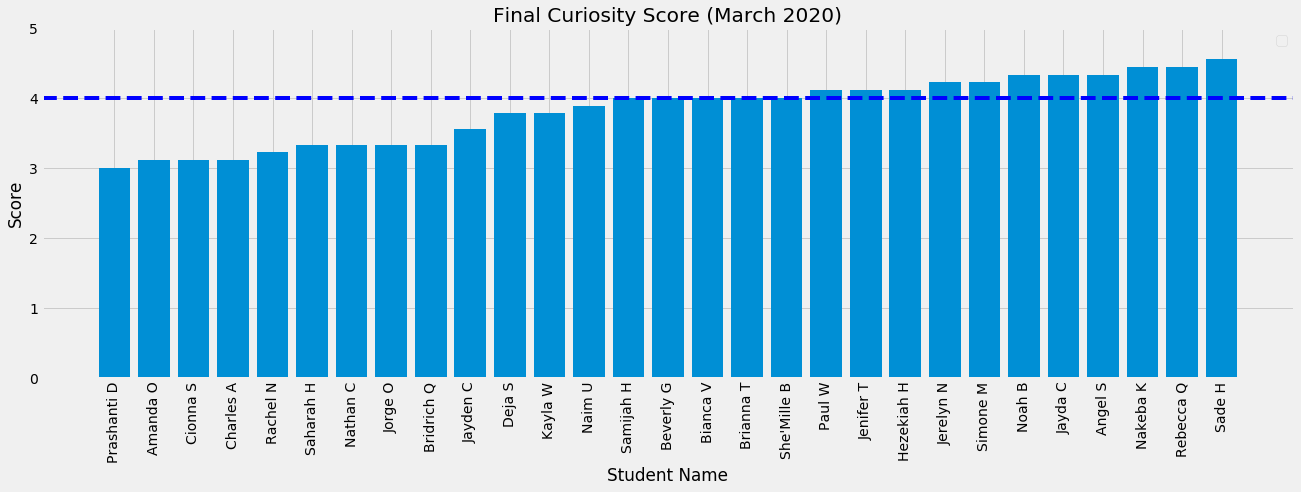 Final Curiosity Score (March 2020)
5
4
3
2
1
0
Score
Prashanti D
Amanda O
Cionna S
Charles A
Rachel N
Saharah H
Nathan C
Jorge O
Bridrich Q
Jayden C
Deja S
Kayla W
Naim U
Samijah H
Beverly G
Bianca V
Brianna T
She'Mille B
Paul W
Jenifer T
Hezekiah H
Jerelyn N
Simone M
Noah B
Jayda C
Angel S
Nakeba K
Rebecca Q
Sade H
Student Name